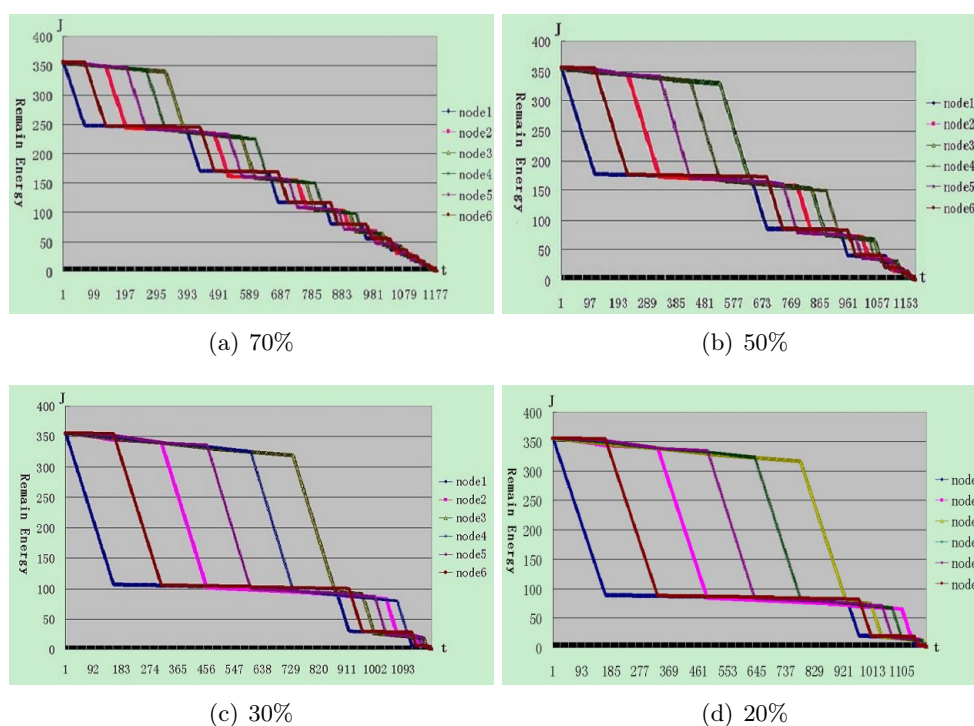 J
400
350
300
250
200
150
100
50
0
Remain Energy
1 99 197 295 393 491 589 687 785 883 981 1079 1177
t
node1
node2
node3
node4
node5
node6
(a) 70%
J
400
350
300
250
200
150
100
50
0
Remain Energy
1 97 193 289 385 481 577 673 769 865 961 1057 1153
t
node1
node2
node3
node4
node5
node6
(b) 50%
J
400
350
300
250
200
150
100
50
0
Remain Energy
1 92 183 274 365 456 547 638 729 820 911 1002 1093
t
node1
node2
node3
node4
node5
node6
(c) 30%
J
400
350
300
250
200
150
100
50
0
Remain Energy
1 93 185 277 369 461 553 645 737 829 921 1013 1105
t
node
node
node
node
node
node
(d) 20%